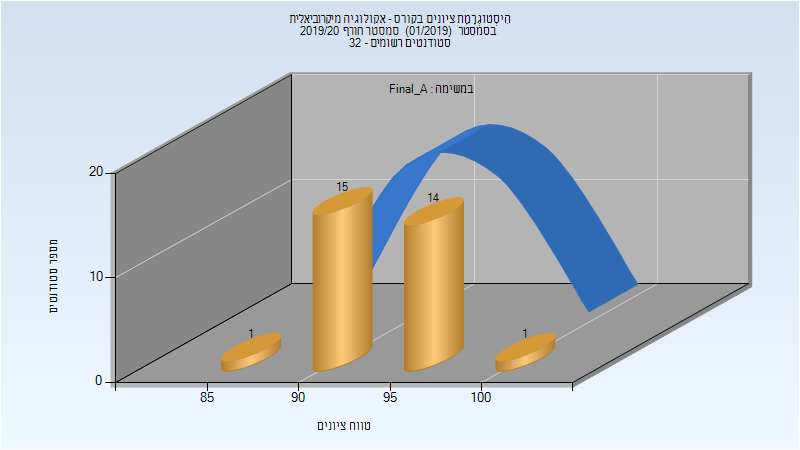 היסטוגרמת ציונים בקורס - אקולוגיה מיקרוביאלית
בסמסטר (01/2019) סמסטר חורף 2019/20
סטודנטים רשומים - 32
במשימה : Final_A
מספר סטודנטים
20
10
0
1
15
14
1
85
90
95
100
טווח ציונים